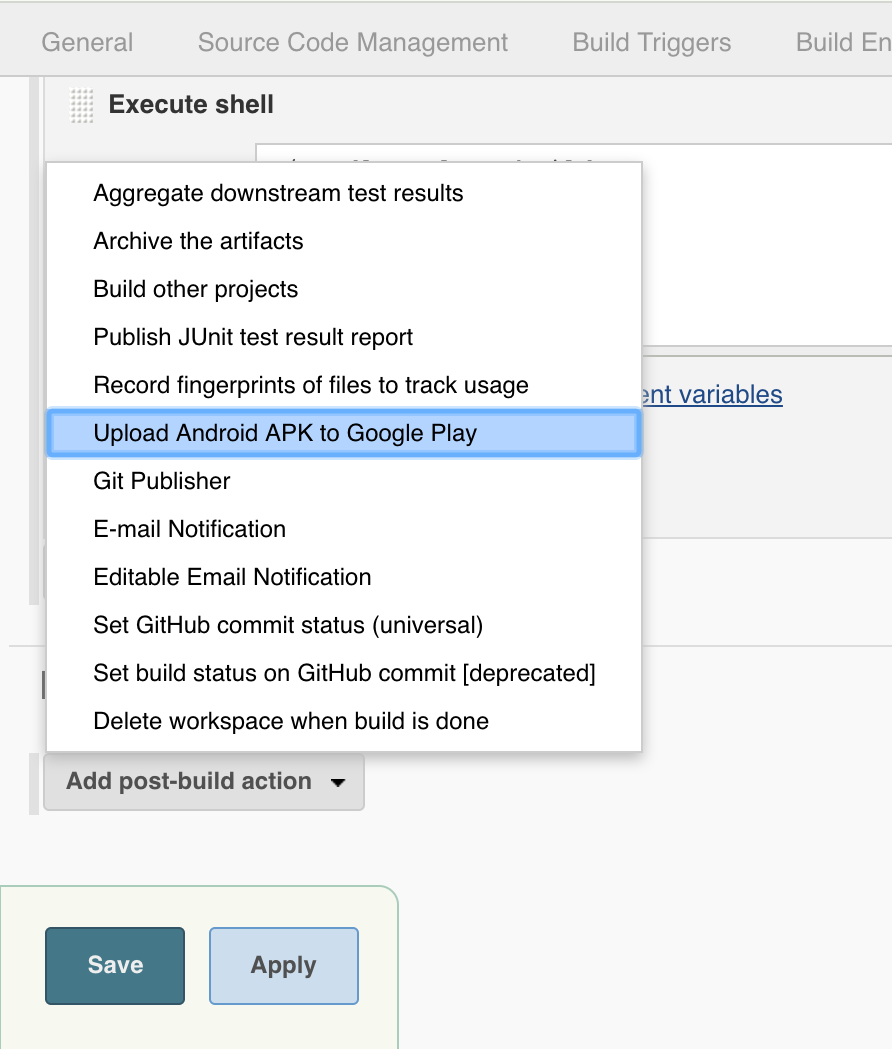 General Source Code Management Build Triggers Build En
Execute shell
Aggregate downstream test results
Archive the artifacts
Build other projects
Publish JUnit test result report
Record fingerprints of files to track usage
ent variables
Upload Android APK to Google Play
Git Publisher
E-mail Notification
Editable Email Notification
Set GitHub commit status (universal)
Set build status on GitHub commit [deprecated]
Delete workspace when build is done
Add post-build action
Save Apply